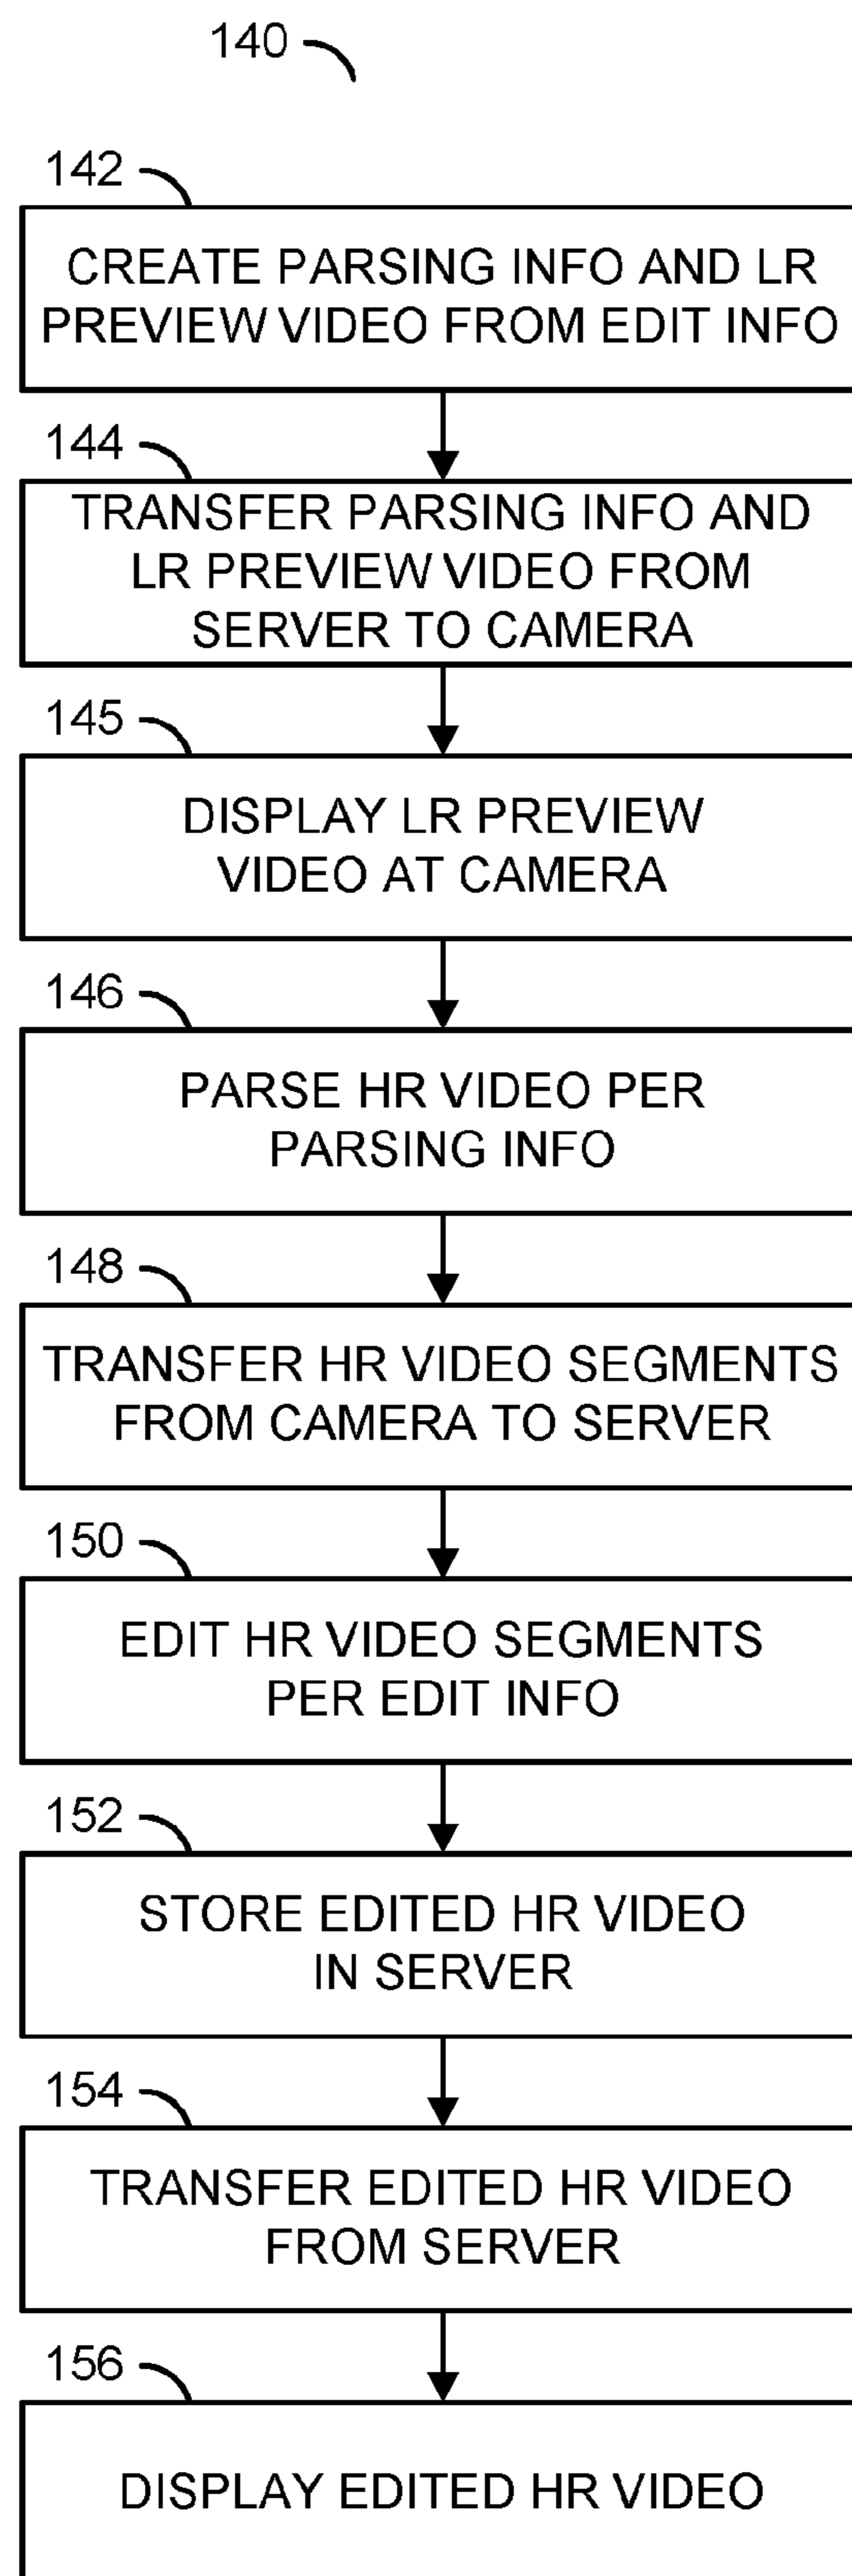 140
142
CREATE PARSING INFO AND LR
PREVIEW VIDEO FROM EDIT INFO
144
TRANSFER PARSING INFO AND
LR PREVIEW VIDEO FROM
SERVER TO CAMERA
145
DISPLAY LR PREVIEW
VIDEO AT CAMERA
146
PARSE HR VIDEO PER
PARSING INFO
148
TRANSFER HR VIDEO SEGMENTS
FROM CAMERA TO SERVER
150
EDIT HR VIDEO SEGMENTS
PER EDIT INFO
152
STORE EDITED HR VIDEO
IN SERVER
154
TRANSFER EDITED HR VIDEO
FROM SERVER
156
DISPLAY EDITED HR VIDEO